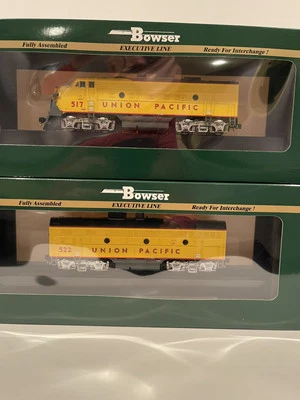 Bowser
Fully Assembled EXECUTIVE LINE Ready For Interchange!
517 UNION PACIFIC
Bowser
Fully Assembled EXECUTIVE LINE Ready For Interchange!
522 UNION PACIFIC